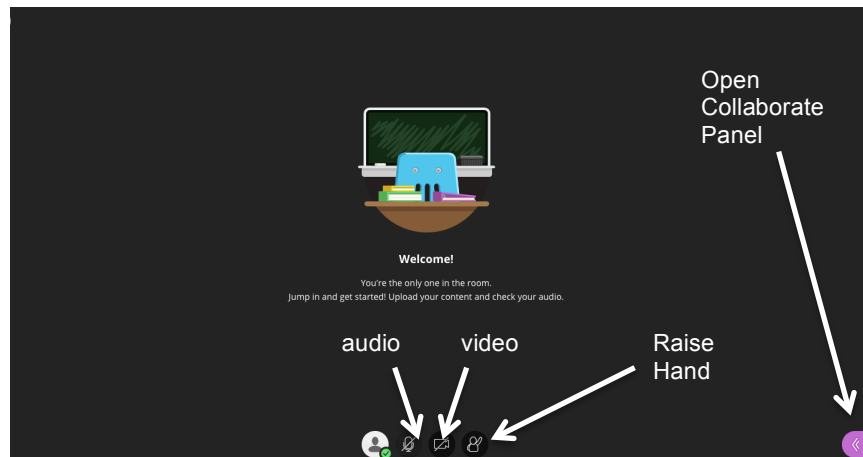 Open
Collaborate
Panel
Welcome!
You're the only one in the room.
Jump in and get started! Upload your content and check your audio.
audio
video
Raise
Hand